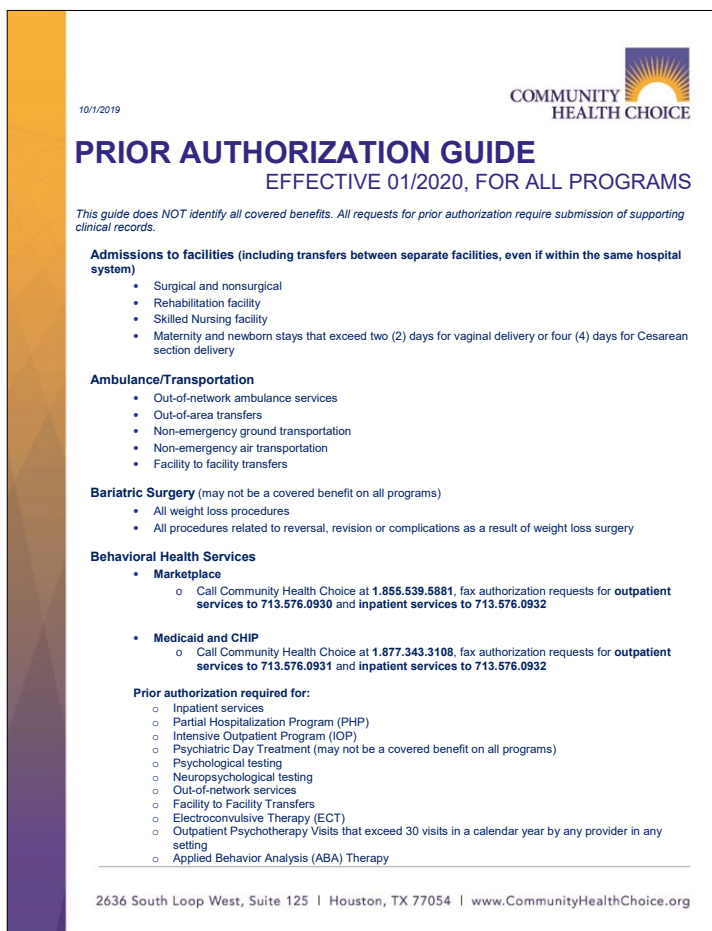 COMMUNITY
HEALTH CHOICE
10/1/2019
PRIOR AUTHORIZATION GUIDE
EFFECTIVE 01/2020, FOR ALL PROGRAMS
This guide does NOT identify all covered benefits. All requests for prior authorization require submission of supporting
clinical records.
Admissions to facilities (including transfers between separate facilities, even if within the same hospital
system)
• Surgical and nonsurgical
• Rehabilitation facility
• Skilled Nursing facility
• Maternity and newborn stays that exceed two (2) days for vaginal delivery or four (4) days for Cesarean
section delivery
Ambulance/Transportation
• Out-of-network ambulance services
• Out-of-area transfers
• Non-emergency ground transportation
• Non-emergency air transportation
• Facility to facility transfers
Bariatric Surgery (may not be a covered benefit on all programs)
• All weight loss procedures
• All procedures related to reversal, revision or complications as a result of weight loss surgery
Behavioral Health Services
• Marketplace
o Call Community Health Choice at 1.855.539.5881, fax authorization requests for outpatient
services to 713.576.0930 and inpatient services to 713.576.0932
• Medicaid and CHIP
o Call Community Health Choice at 1.877.343.3108, fax authorization requests for outpatient
services to 713.576.0931 and inpatient services to 713.576.0932
Prior authorization required for:
o Inpatient services
o Partial Hospitalization Program (PHP)
o Intensive Outpatient Program (IOP)
o Psychiatric Day Treatment (may not be a covered benefit on all programs)
o Psychological testing
o Neuropsychological testing
o Out-of-network services
o Facility to Facility Transfers
o Electroconvulsive Therapy (ECT)
o Outpatient Psychotherapy Visits that exceed 30 visits in a calendar year by any provider in any
setting
o Applied Behavior Analysis (ABA) Therapy
2636 South Loop West, Suite 125 | Houston, TX 77054 | www.CommunityHealthChoice.org